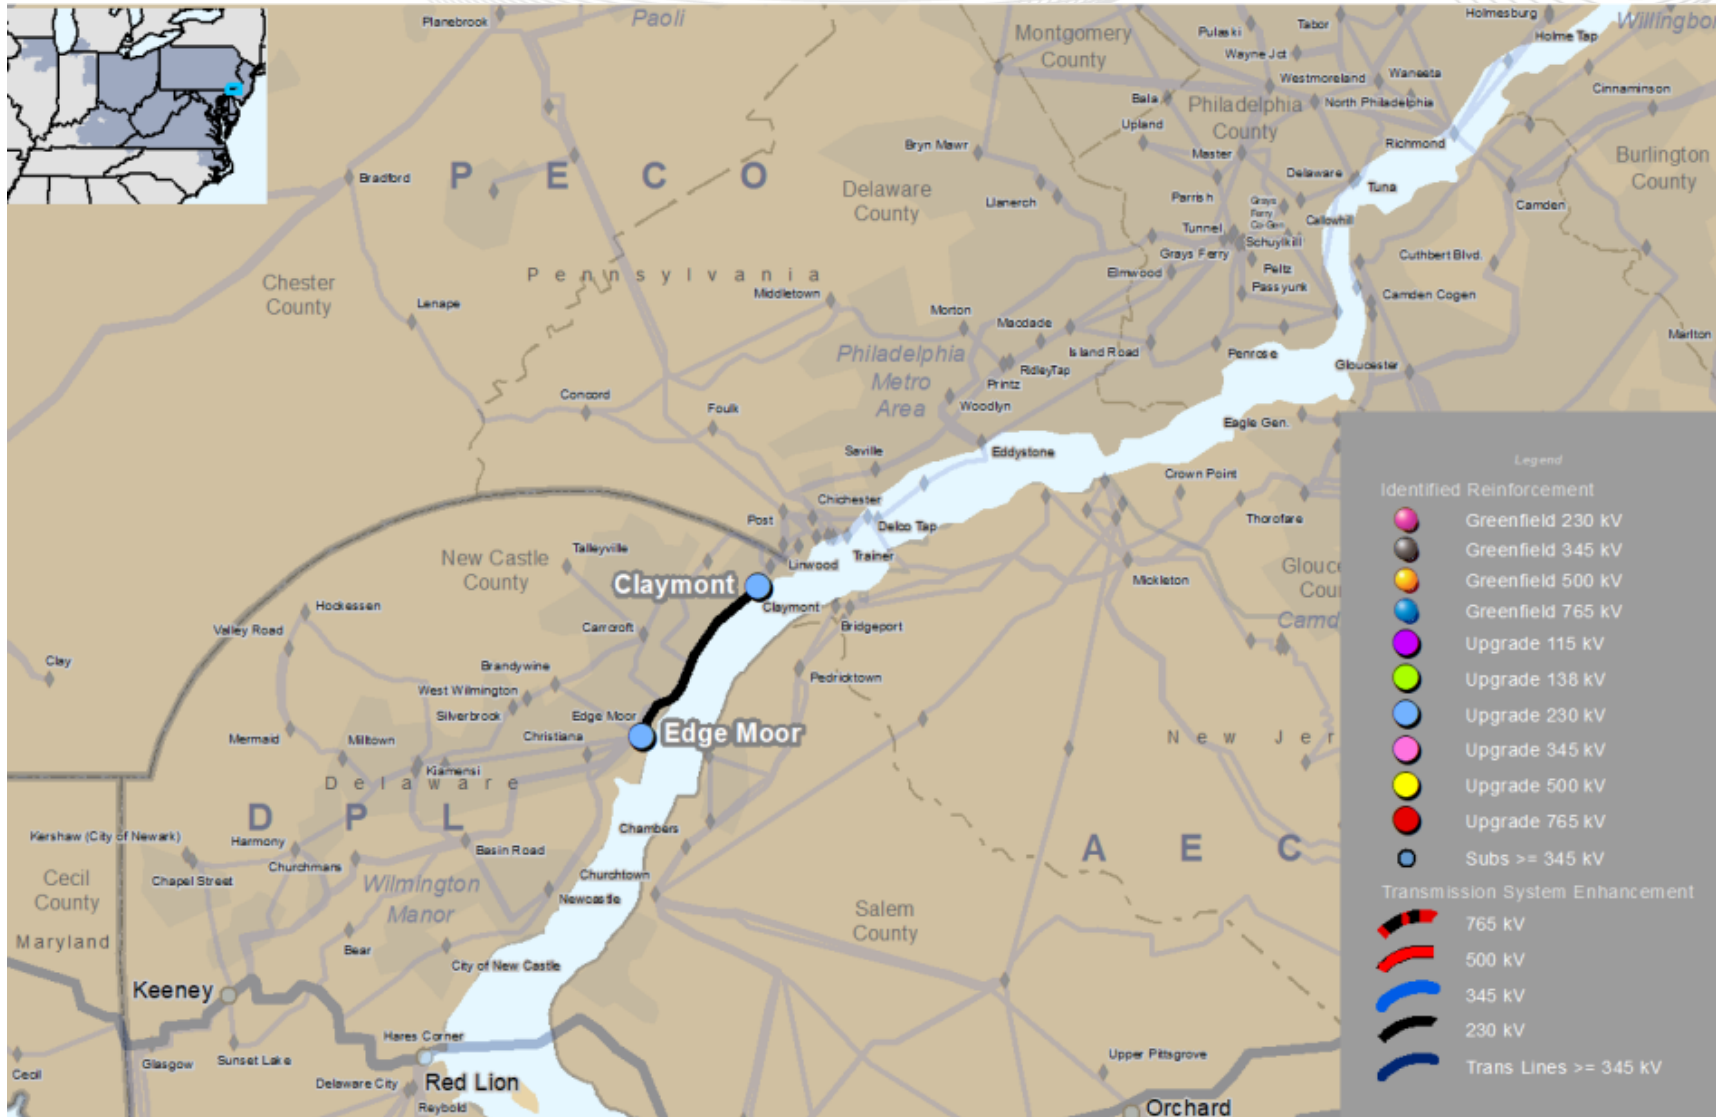 Planebrook
Paoli
Holmesburg
Willingbor
Pulaski
Tabor
Holme Tap
Montgomery
County
Wayne Jct
Westmoreland
Waneeta
Cinnaminson
Bala
Philadelphia
County
North Philadelphia
Upland
Bryn Mawr
Master
Richmond
Burlington
County
Bradford
P E C O
Delaware
County
Delaware
Tuna
Llanerch
Parrish
Grays
Ferry
Co-Gen
Callowhill
Camden
Tunnel
Schuylkill
Grays Ferry
Cuthbert Blvd.
Pennsylvania
Elmwood
Peltz
Chester
County
Middletown
Passyunk
Camden Cogen
Lenape
Morton
Macdade
Marlton
Philadelphia
Metro
Area
Island Road
Penrose
Gloucester
RidleyTap
Printz
Concord
Foulk
Woodlyn
Eagle Gen.
Saville
Eddystone
Crown Point
Chichester
Post
Delco Tap
Thorofare
New Castle
County
Talleyville
Trainer
Linwood
Glouce
Cou
Mickleton
Claymont
Claymont
Hockessen
Bridgeport
Camd
Valley Road
Carrcroft
Clay
Brandywine
Pedricktown
West Wilmington
Silverbrook
Edge Moor
Edge Moor
Mermaid
Milltown
Christiana
New Jer
Kiamensi
Delaware
D P L
Chambers
Kershaw (City of Newark)
Harmony
Basin Road
A E C
Churchmans
Cecil
County
Chapel Street
Churchtown
Wilmington
Manor
Newcastle
Salem
County
Maryland
Bear
City of New Castle
Keeney
Hares Corner
Glasgow
Sunset Lake
Upper Pittsgrove
Cecil
Delaware City
Red Lion
Reybold
Orchard
Legend
Identified Reinforcement
Greenfield 230 kV
Greenfield 345 kV
Greenfield 500 kV
Greenfield 765 kV
Upgrade 115 kV
Upgrade 138 kV
Upgrade 230 kV
Upgrade 345 kV
Upgrade 500 kV
Upgrade 765 kV
Subs >= 345 kV
Transmission System Enhancement
765 kV
500 kV
345 kV
230 kV
Trans Lines >= 345 kV